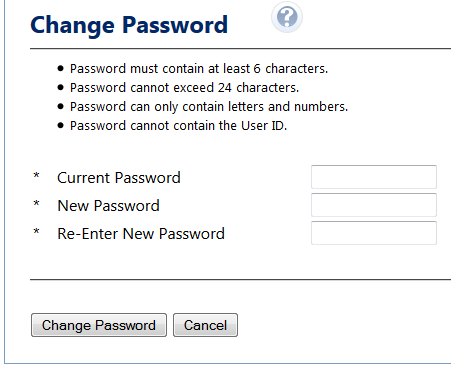 Change Password ?
● Password must contain at least 6 characters.
● Password cannot exceed 24 characters.
● Password can only contain letters and numbers.
● Password cannot contain the User ID.
* Current Password
* New Password
* Re-Enter New Password
Change Password Cancel